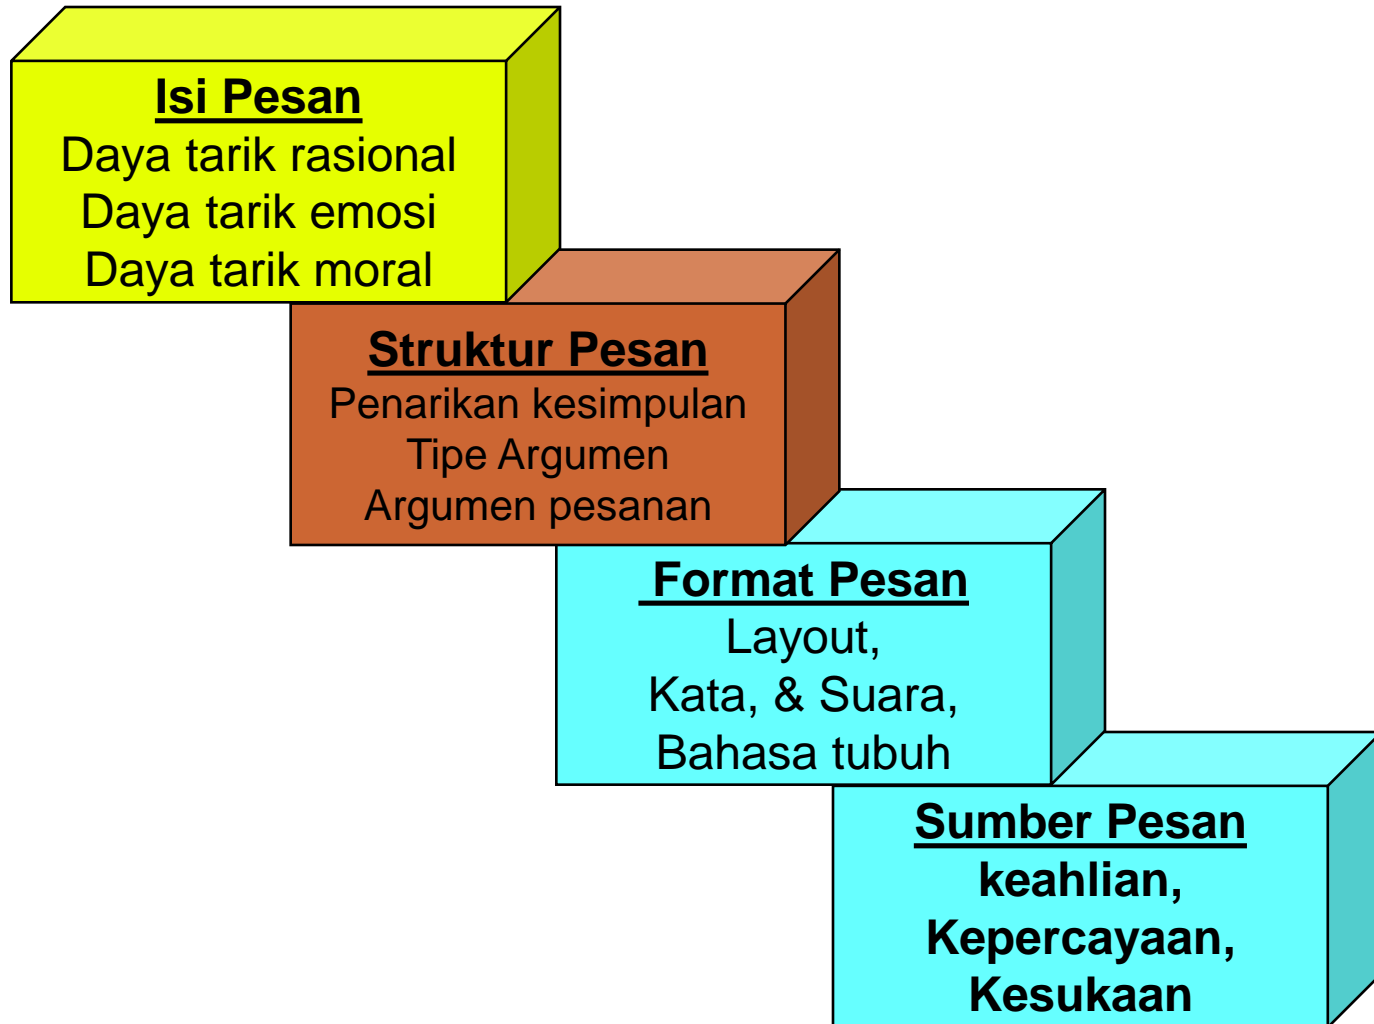 Isi Pesan
Daya tarik rasional
Daya tarik emosi
Daya tarik moral
Struktur Pesan
Penarikan kesimpulan
Tipe Argumen
Argumen pesanan
Format Pesan
Layout,
Kata, & Suara,
Bahasa tubuh
Sumber Pesan
keahlian,
Kepercayaan,
Kesukaan